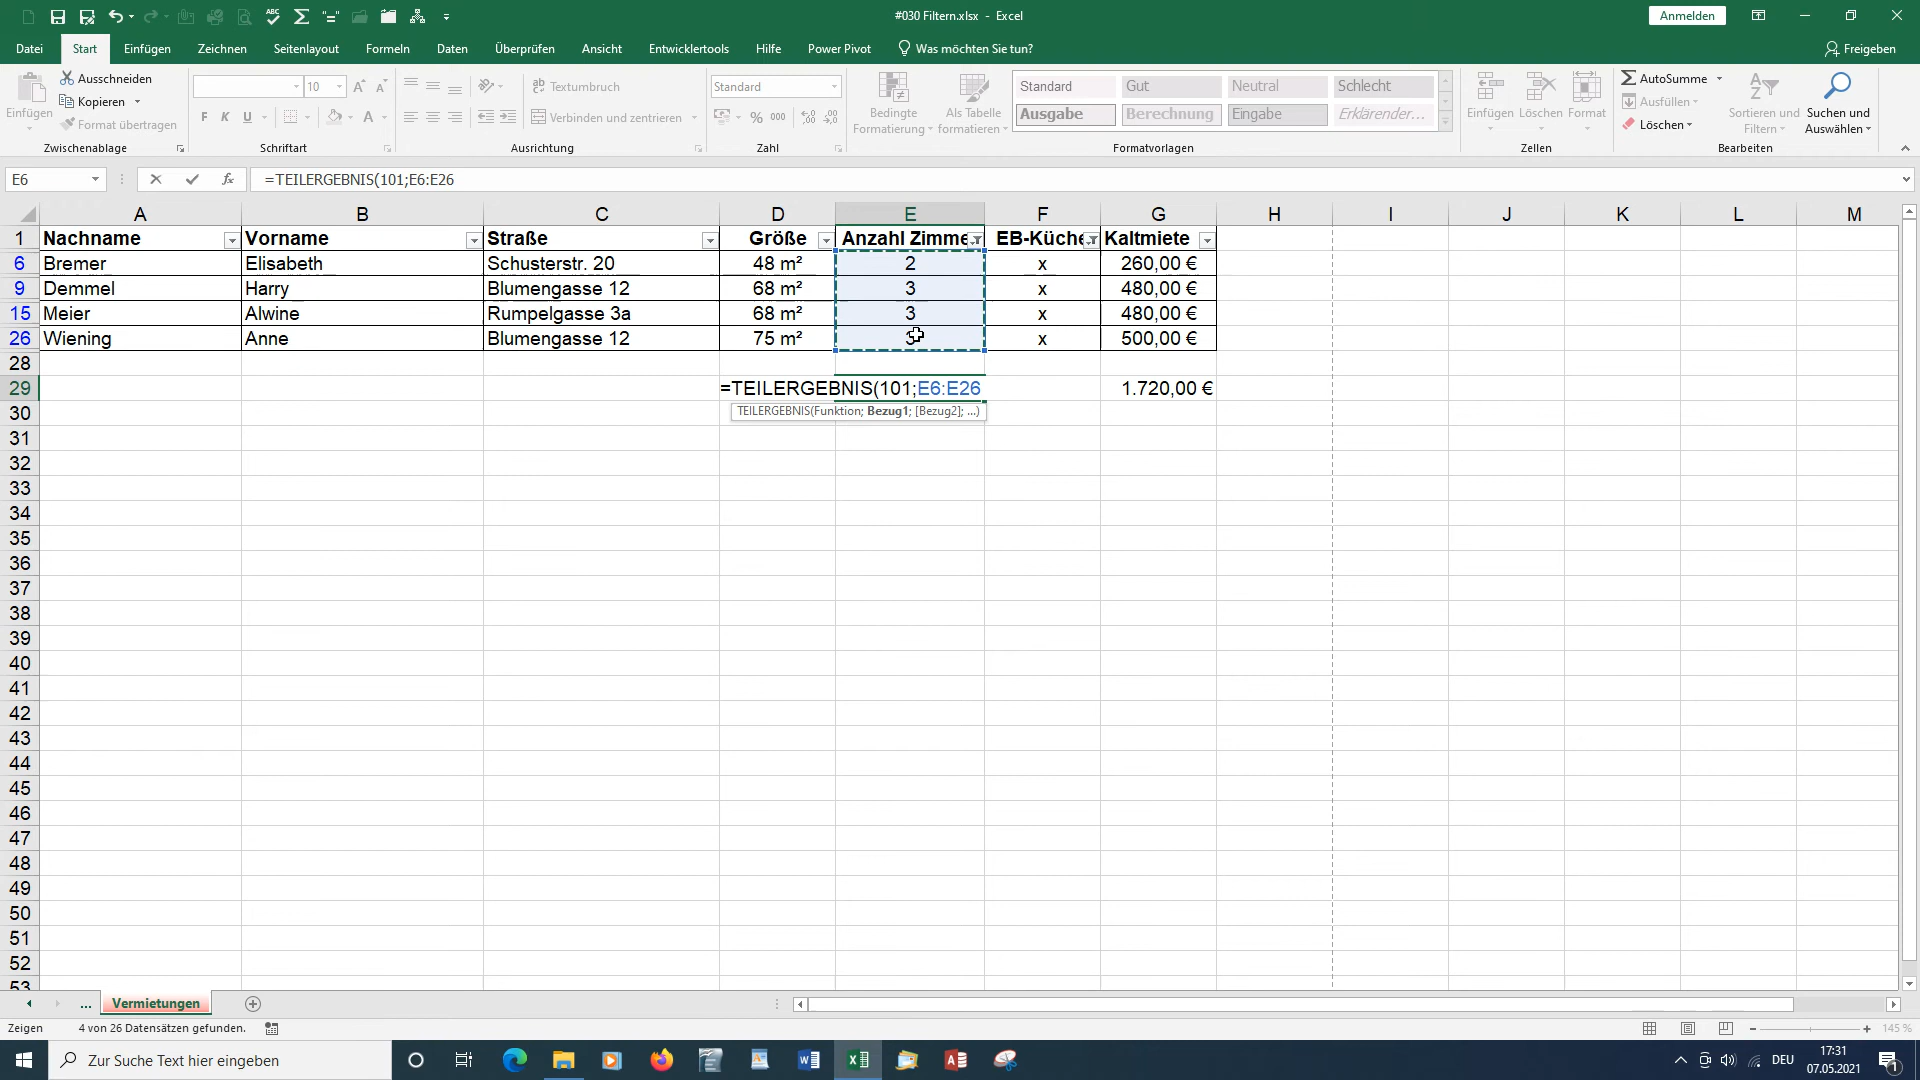 #030 Filtern.xlsx - Excel
Anmelden
Datei Start Einfügen Zeichnen Seitenlayout Formeln Daten Überprüfen Ansicht Entwicklertools Hilfe Power Pivot Was möchten Sie tun? Freigeben
Einfügen
Ausschneiden
Kopieren
Format übertragen
Zwischenablage
10
F K U
Schriftart
Textumbruch
Verbinden und zentrieren
Ausrichtung
Standard
% 000
Zahl
Bedingte Formatierung
Als Tabelle formatieren
Standard Gut Neutral Schlecht
Ausgabe Berechnung Eingabe Erklärender...
Formatvorlagen
Einfügen Löschen Format
Zellen
AutoSumme
Ausfüllen
Löschen
Sortieren und Filtern
Suchen und Auswählen
Bearbeiten
E6 fx =TEILERGEBNIS(101;E6:E26
A B C D E F G H I J K L M
1 Nachname Vorname Straße Größe Anzahl Zimme EB-Küche Kaltmiete
6 Bremer Elisabeth Schusterstr. 20 48 m² 2 x 260,00 €
9 Demmel Harry Blumengasse 12 68 m² 3 x 480,00 €
15 Meier Alwine Rumpelgasse 3a 68 m² 3 x 480,00 €
26 Wiening Anne Blumengasse 12 75 m² x 500,00 €
28
29 =TEILERGEBNIS(101;E6:E26 1.720,00 €
TEILERGEBNIS(Funktion; Bezug1; [Bezug2]; ...)
30
31
32
33
34
35
36
37
38
39
40
41
42
43
44
45
46
47
48
49
50
51
52
53
... Vermietungen
Zeigen 4 von 26 Datensätzen gefunden. 145 %
Zur Suche Text hier eingeben
DEU
17:31
07.05.2021
1